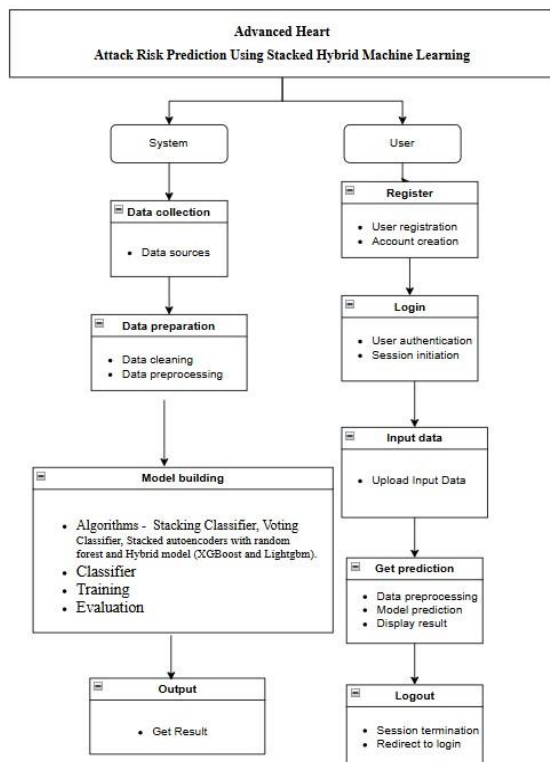 Advanced Heart
Attack Risk Prediction Using Stacked Hybrid Machine Learning
System
User
Data collection
Data sources
Data preparation
Data cleaning
Data preprocessing
Model building
Algorithms - Stacking Classifier, Voting
Classifier, Stacked autoencoders with random
forest and Hybrid model (XGBoost and Lightgbm).
Classifier
Training
Evaluation
Output
Get Result
Register
User registration
Account creation
Login
User authentication
Session initiation
Input data
Upload Input Data
Get prediction
Data preprocessing
Model prediction
Display result
Logout
Session termination
Redirect to login